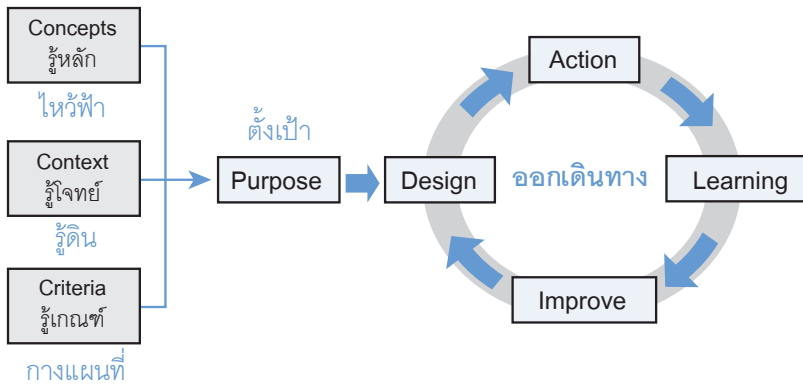 Concepts
รู้หลัก
ไหว้ฟ้า
Context
รู้โจทย์
รู้ดิน
Criteria
รู้เกณฑ์
กางแผนที่
ตั้งเป้า
Purpose
Design
Action
ออกเดินทาง
Learning
Improve